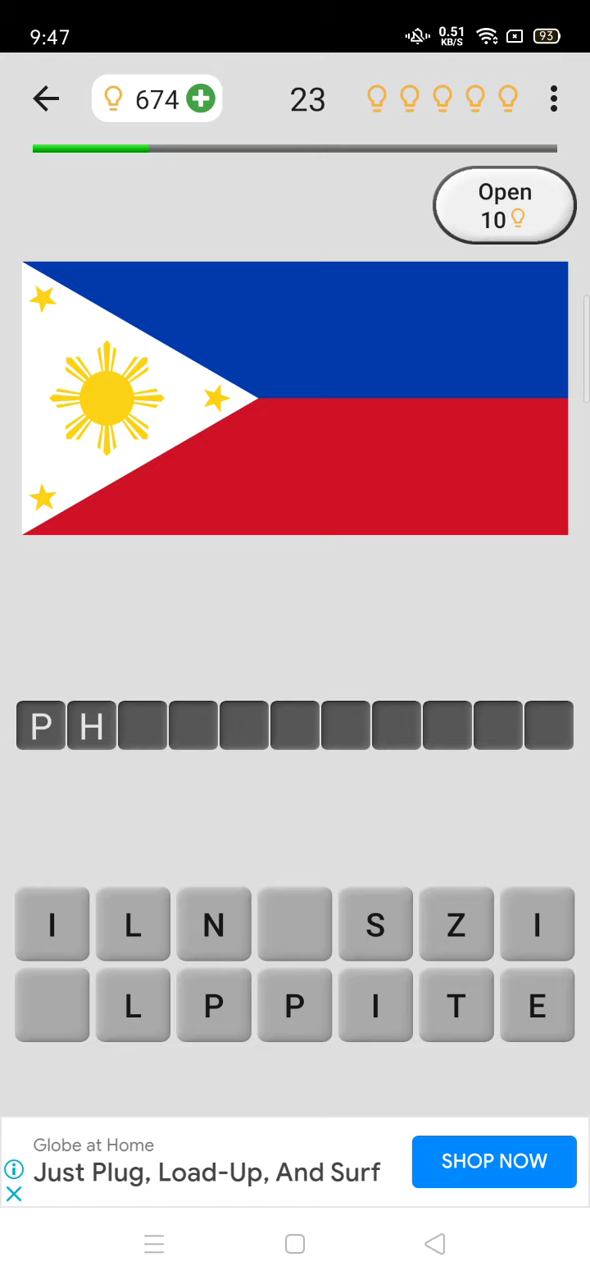 9:47 0.51 KB/S 93
674 23
Open
10
P H
I L N S Z I
L P P I T E
Globe at Home
Just Plug, Load-Up, And Surf
SHOP NOW